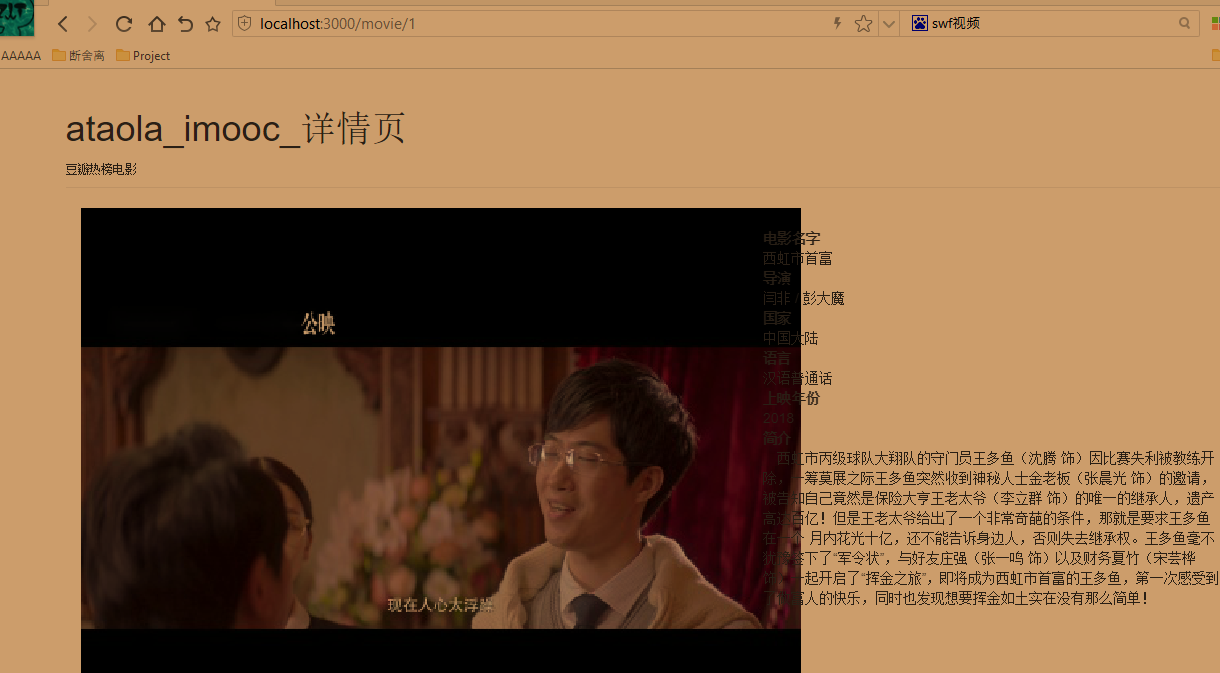 localhost:3000/movie/1
swf视频
AAAAA
断舍离
Project
ataola_imooc_详情页
豆瓣热榜电影
公映
现在人心太浮躁
电影名字
西虹市首富
导演
闫非 / 彭大魔
国家
中国大陆
语言
汉语普通话
上映年份
2018
简介
西虹市丙级球队大翔队的守门员王多鱼（沈腾 饰）因比赛失利被教练开
除，一筹莫展之际王多鱼突然收到神秘人士金老板（张晨光 饰）的邀请，
被告知自己竟然是保险大亨王老太爷（李立群 饰）的唯一的继承人，遗产
高达百亿！但是王老太爷给出了一个非常奇葩的条件，那就是要求王多鱼
在一个 月内花光十亿，还不能告诉身边人，否则失去继承权。王多鱼毫不
犹豫签下了“军令状”，与好友庄强（张一鸣 饰）以及财务夏竹（宋芸桦
饰）一起开启了“挥金之旅”，即将成为西虹市首富的王多鱼，第一次感受到
了做富人的快乐，同时也发现想要挥金如土实在没有那么简单！